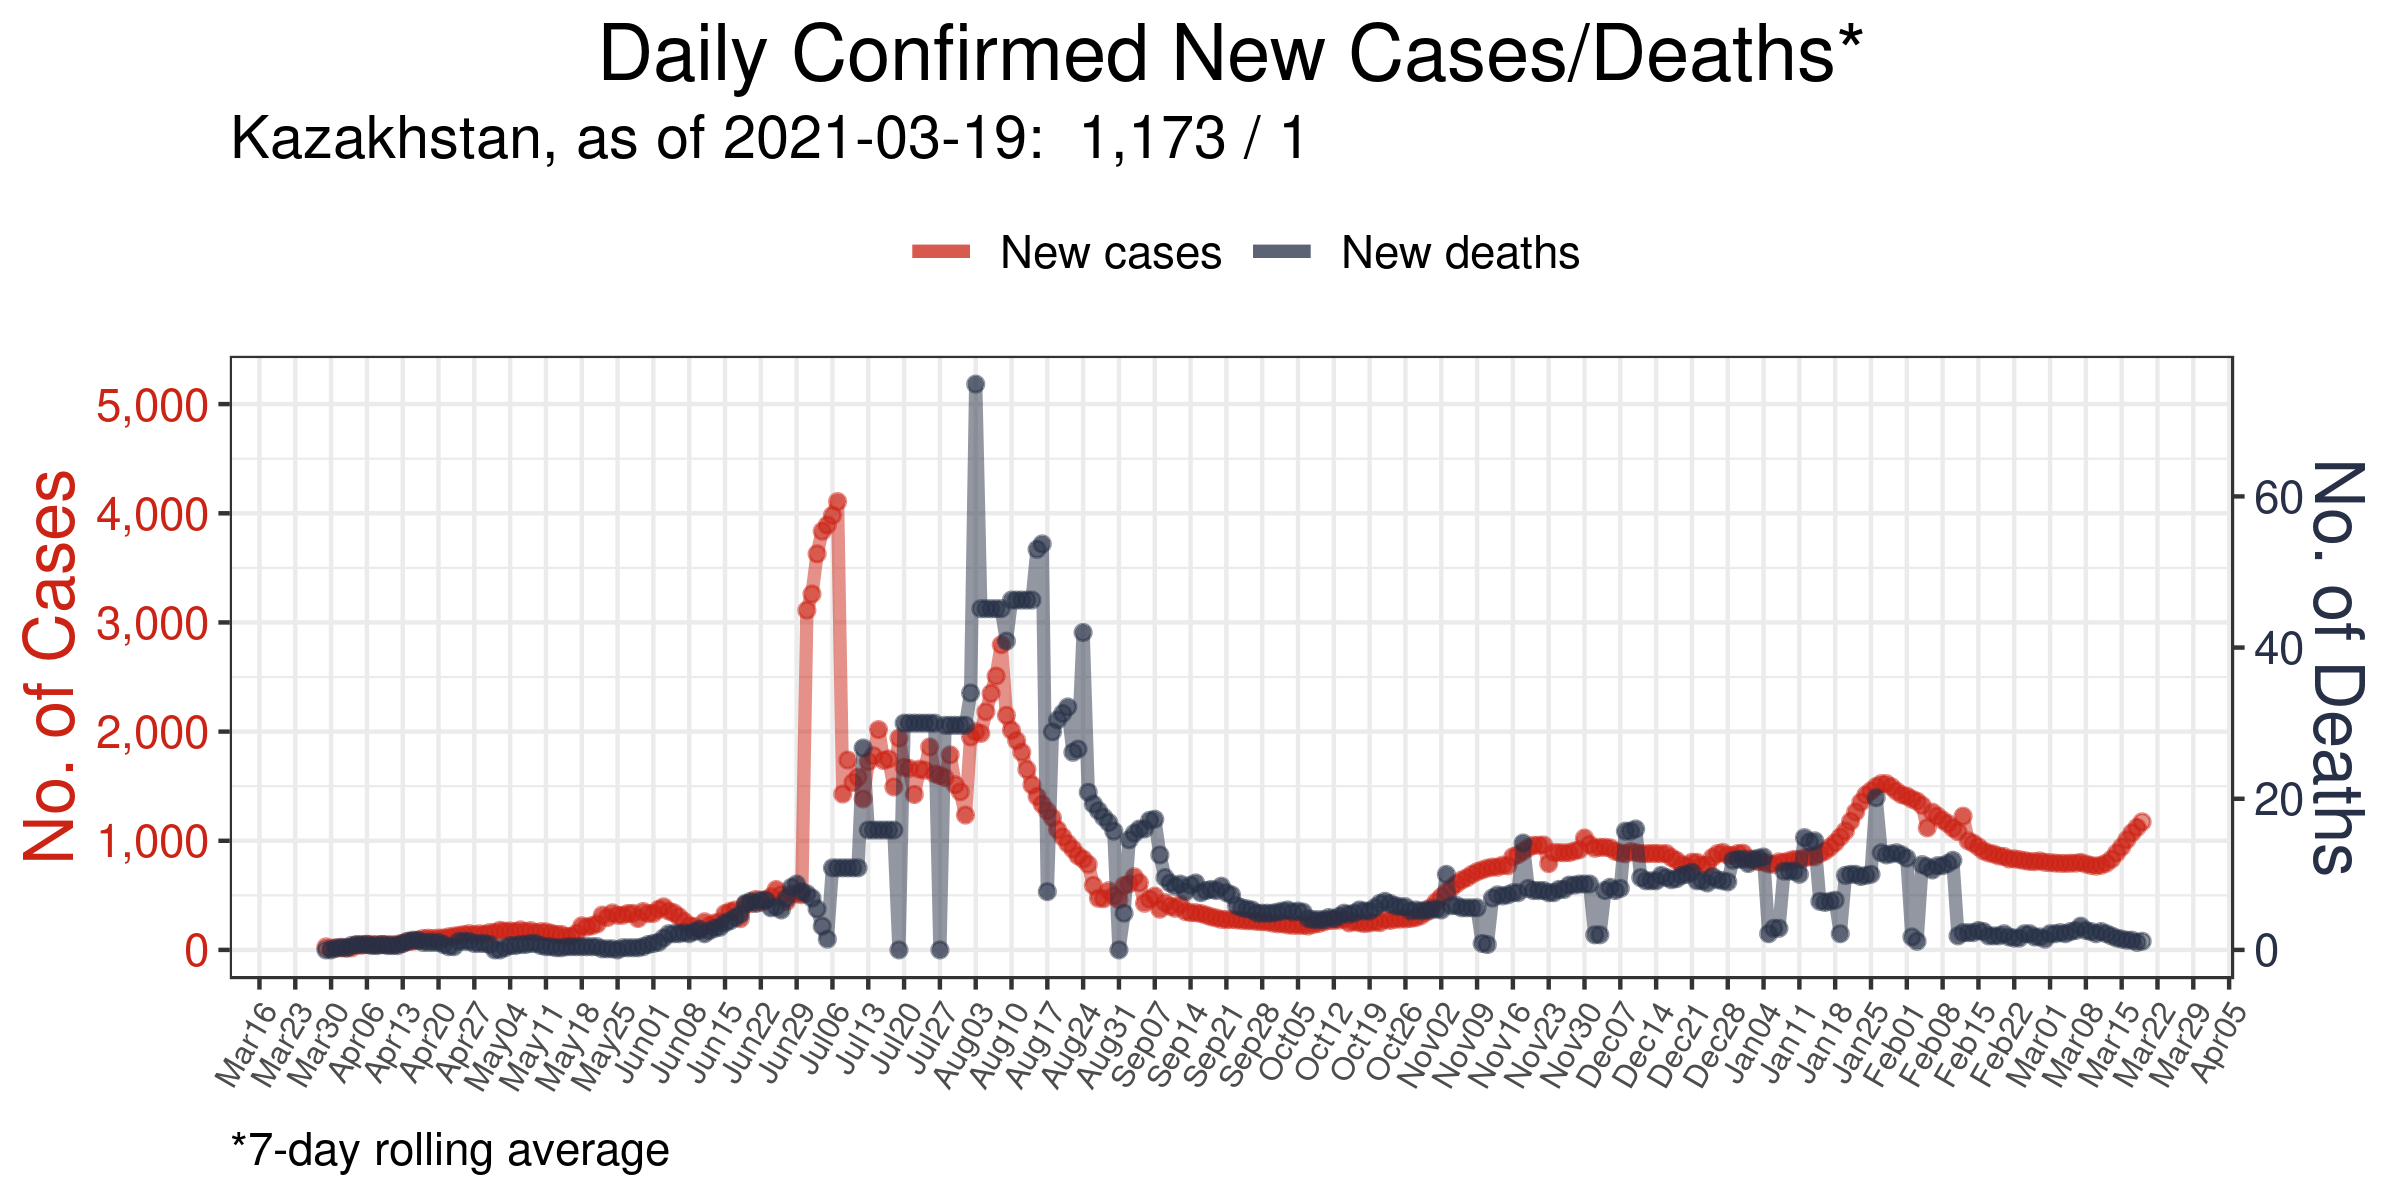 Daily Confirmed New Cases/Deaths*
Kazakhstan, as of 2021-03-19:  1,173 / 1
New cases
New deaths
No. of Cases
5,000
4,000
3,000
2,000
1,000
0
60
40
20
0
No. of Deaths
Mar16
Mar23
Mar30
Apr06
Apr13
Apr20
Apr27
May04
May11
May18
May25
Jun01
Jun08
Jun15
Jun22
Jun29
Jul06
Jul13
Jul20
Jul27
Aug03
Aug10
Aug17
Aug24
Aug31
Sep07
Sep14
Sep21
Sep28
Oct05
Oct12
Oct19
Oct26
Nov02
Nov09
Nov16
Nov23
Nov30
Dec07
Dec14
Dec21
Dec28
Jan04
Jan11
Jan18
Jan25
Feb01
Feb08
Feb15
Feb22
Mar01
Mar08
Mar15
Mar22
Mar29
Apr05
*7-day rolling average